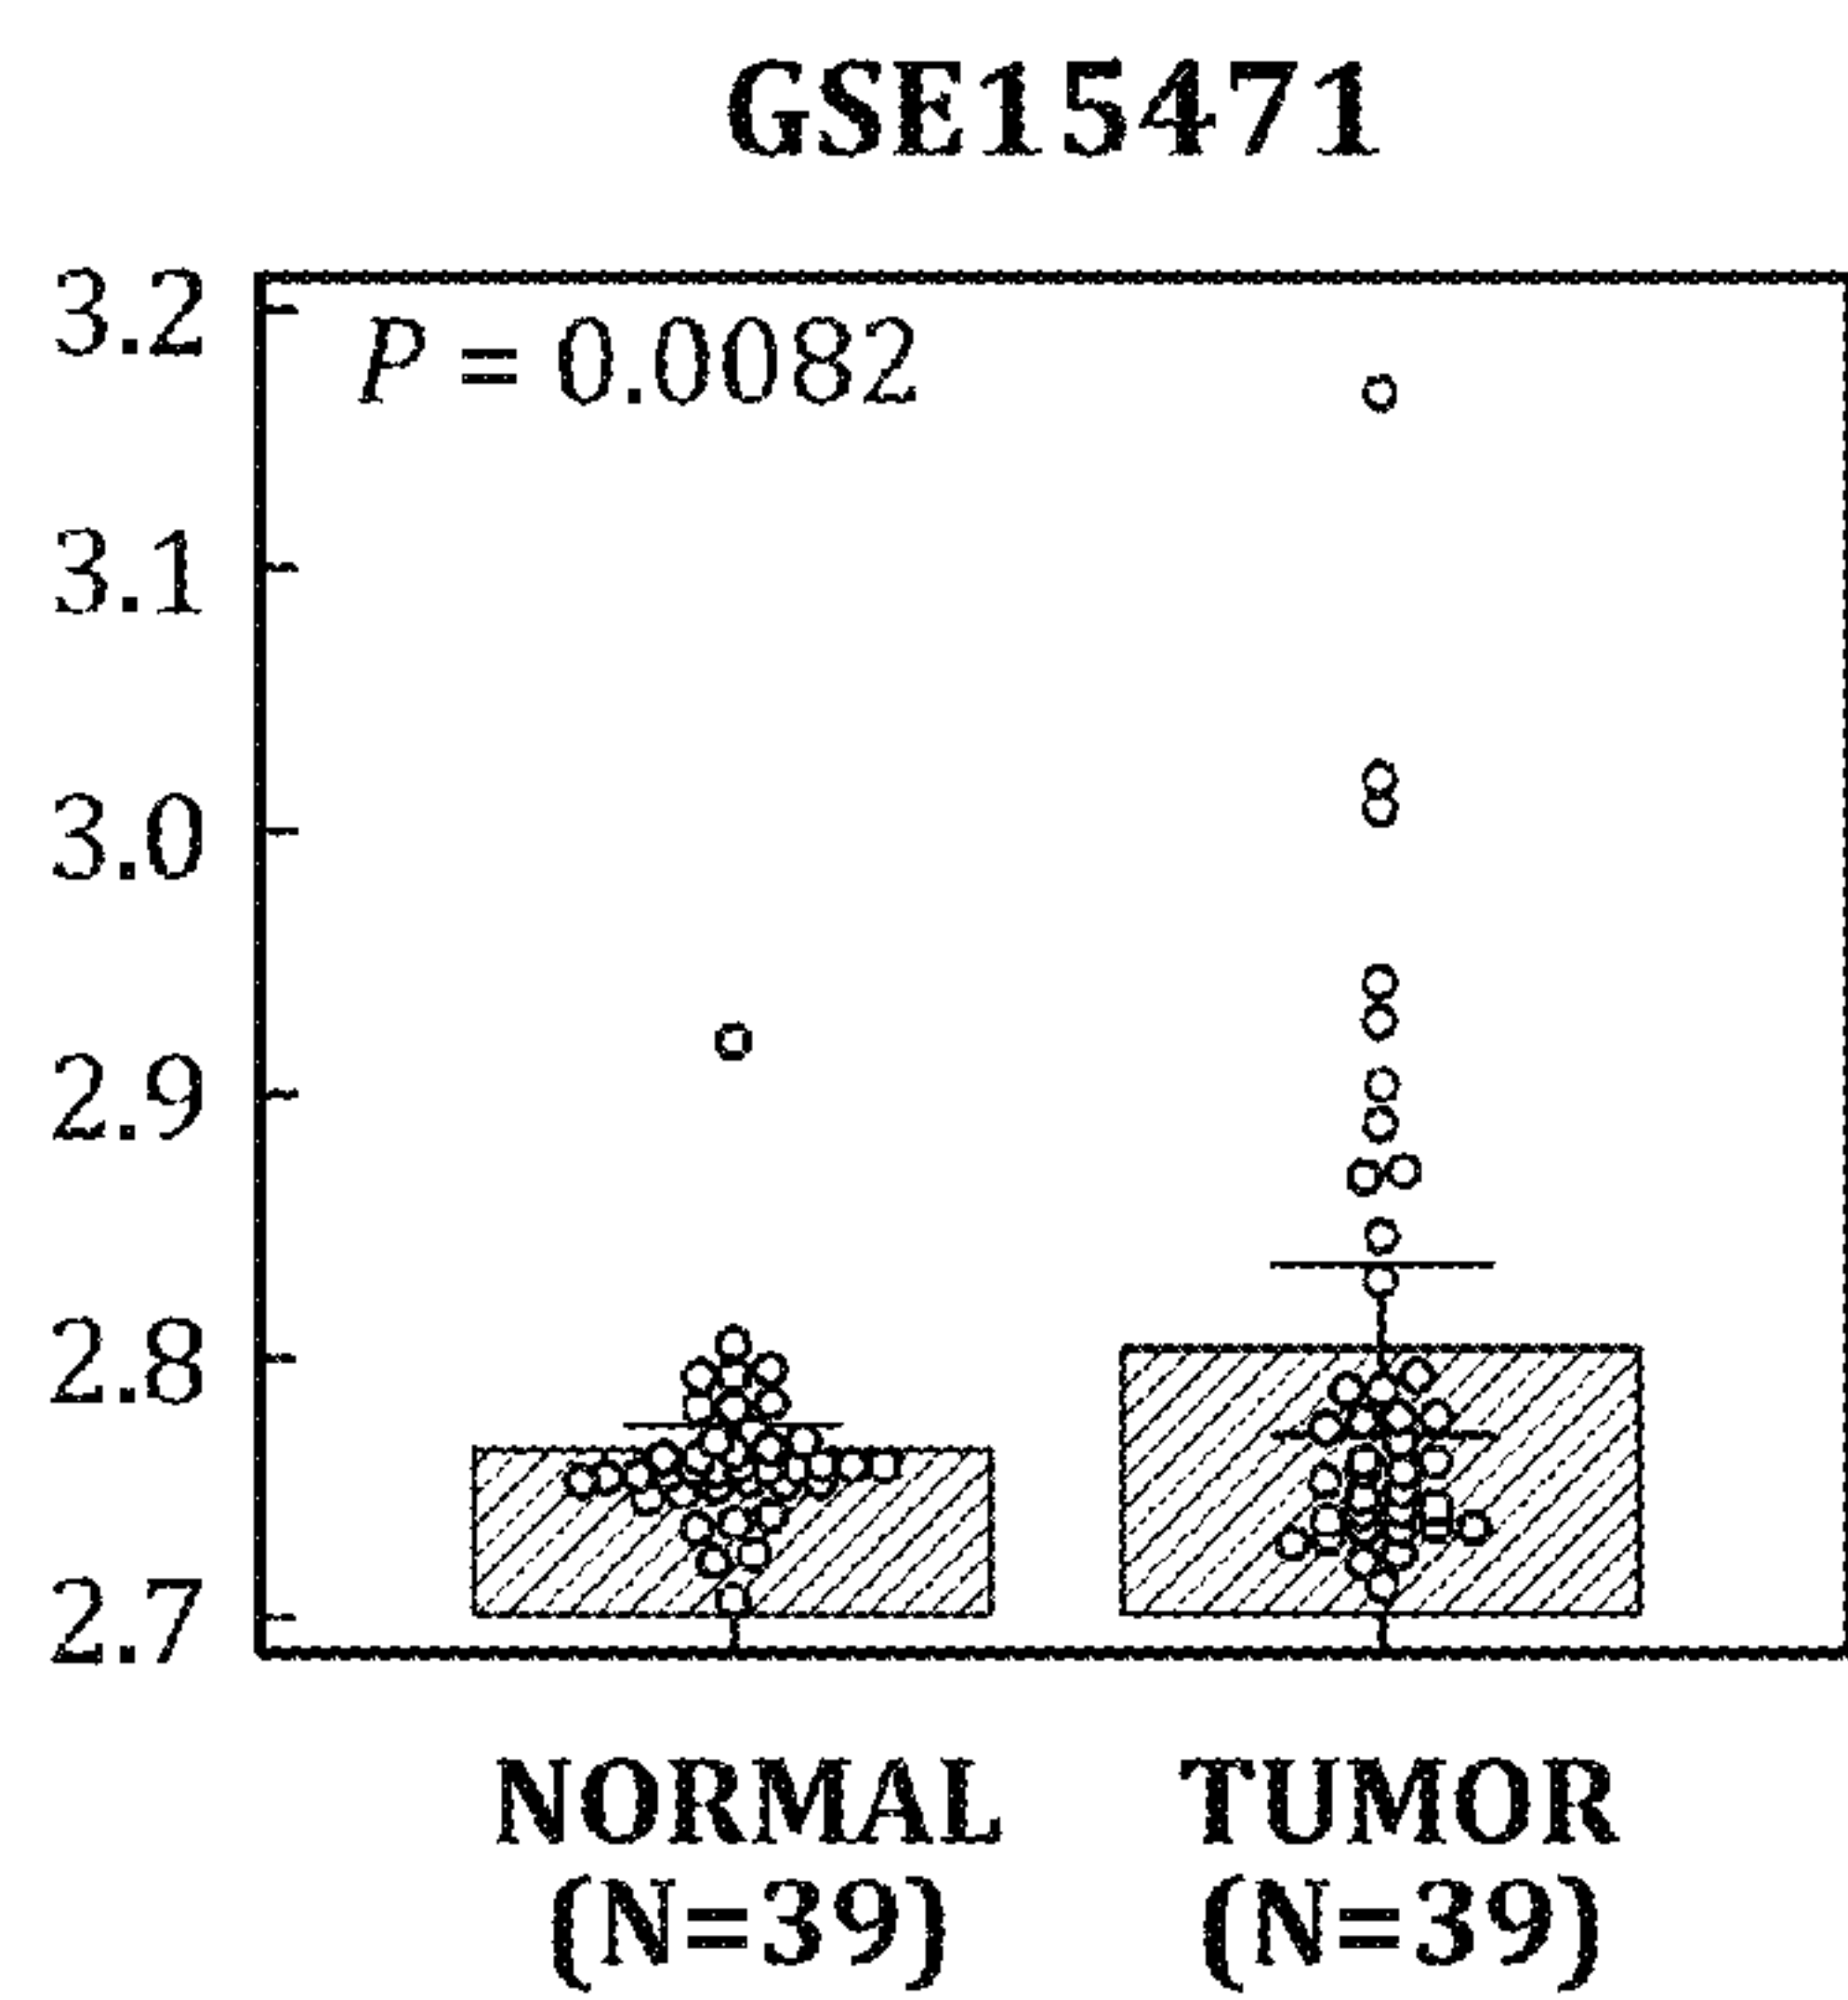 GSE15471
3.2
P = 0.0082
3.1
3.0
2.9
2.8
2.7
NORMAL
(N=39)
TUMOR
(N=39)